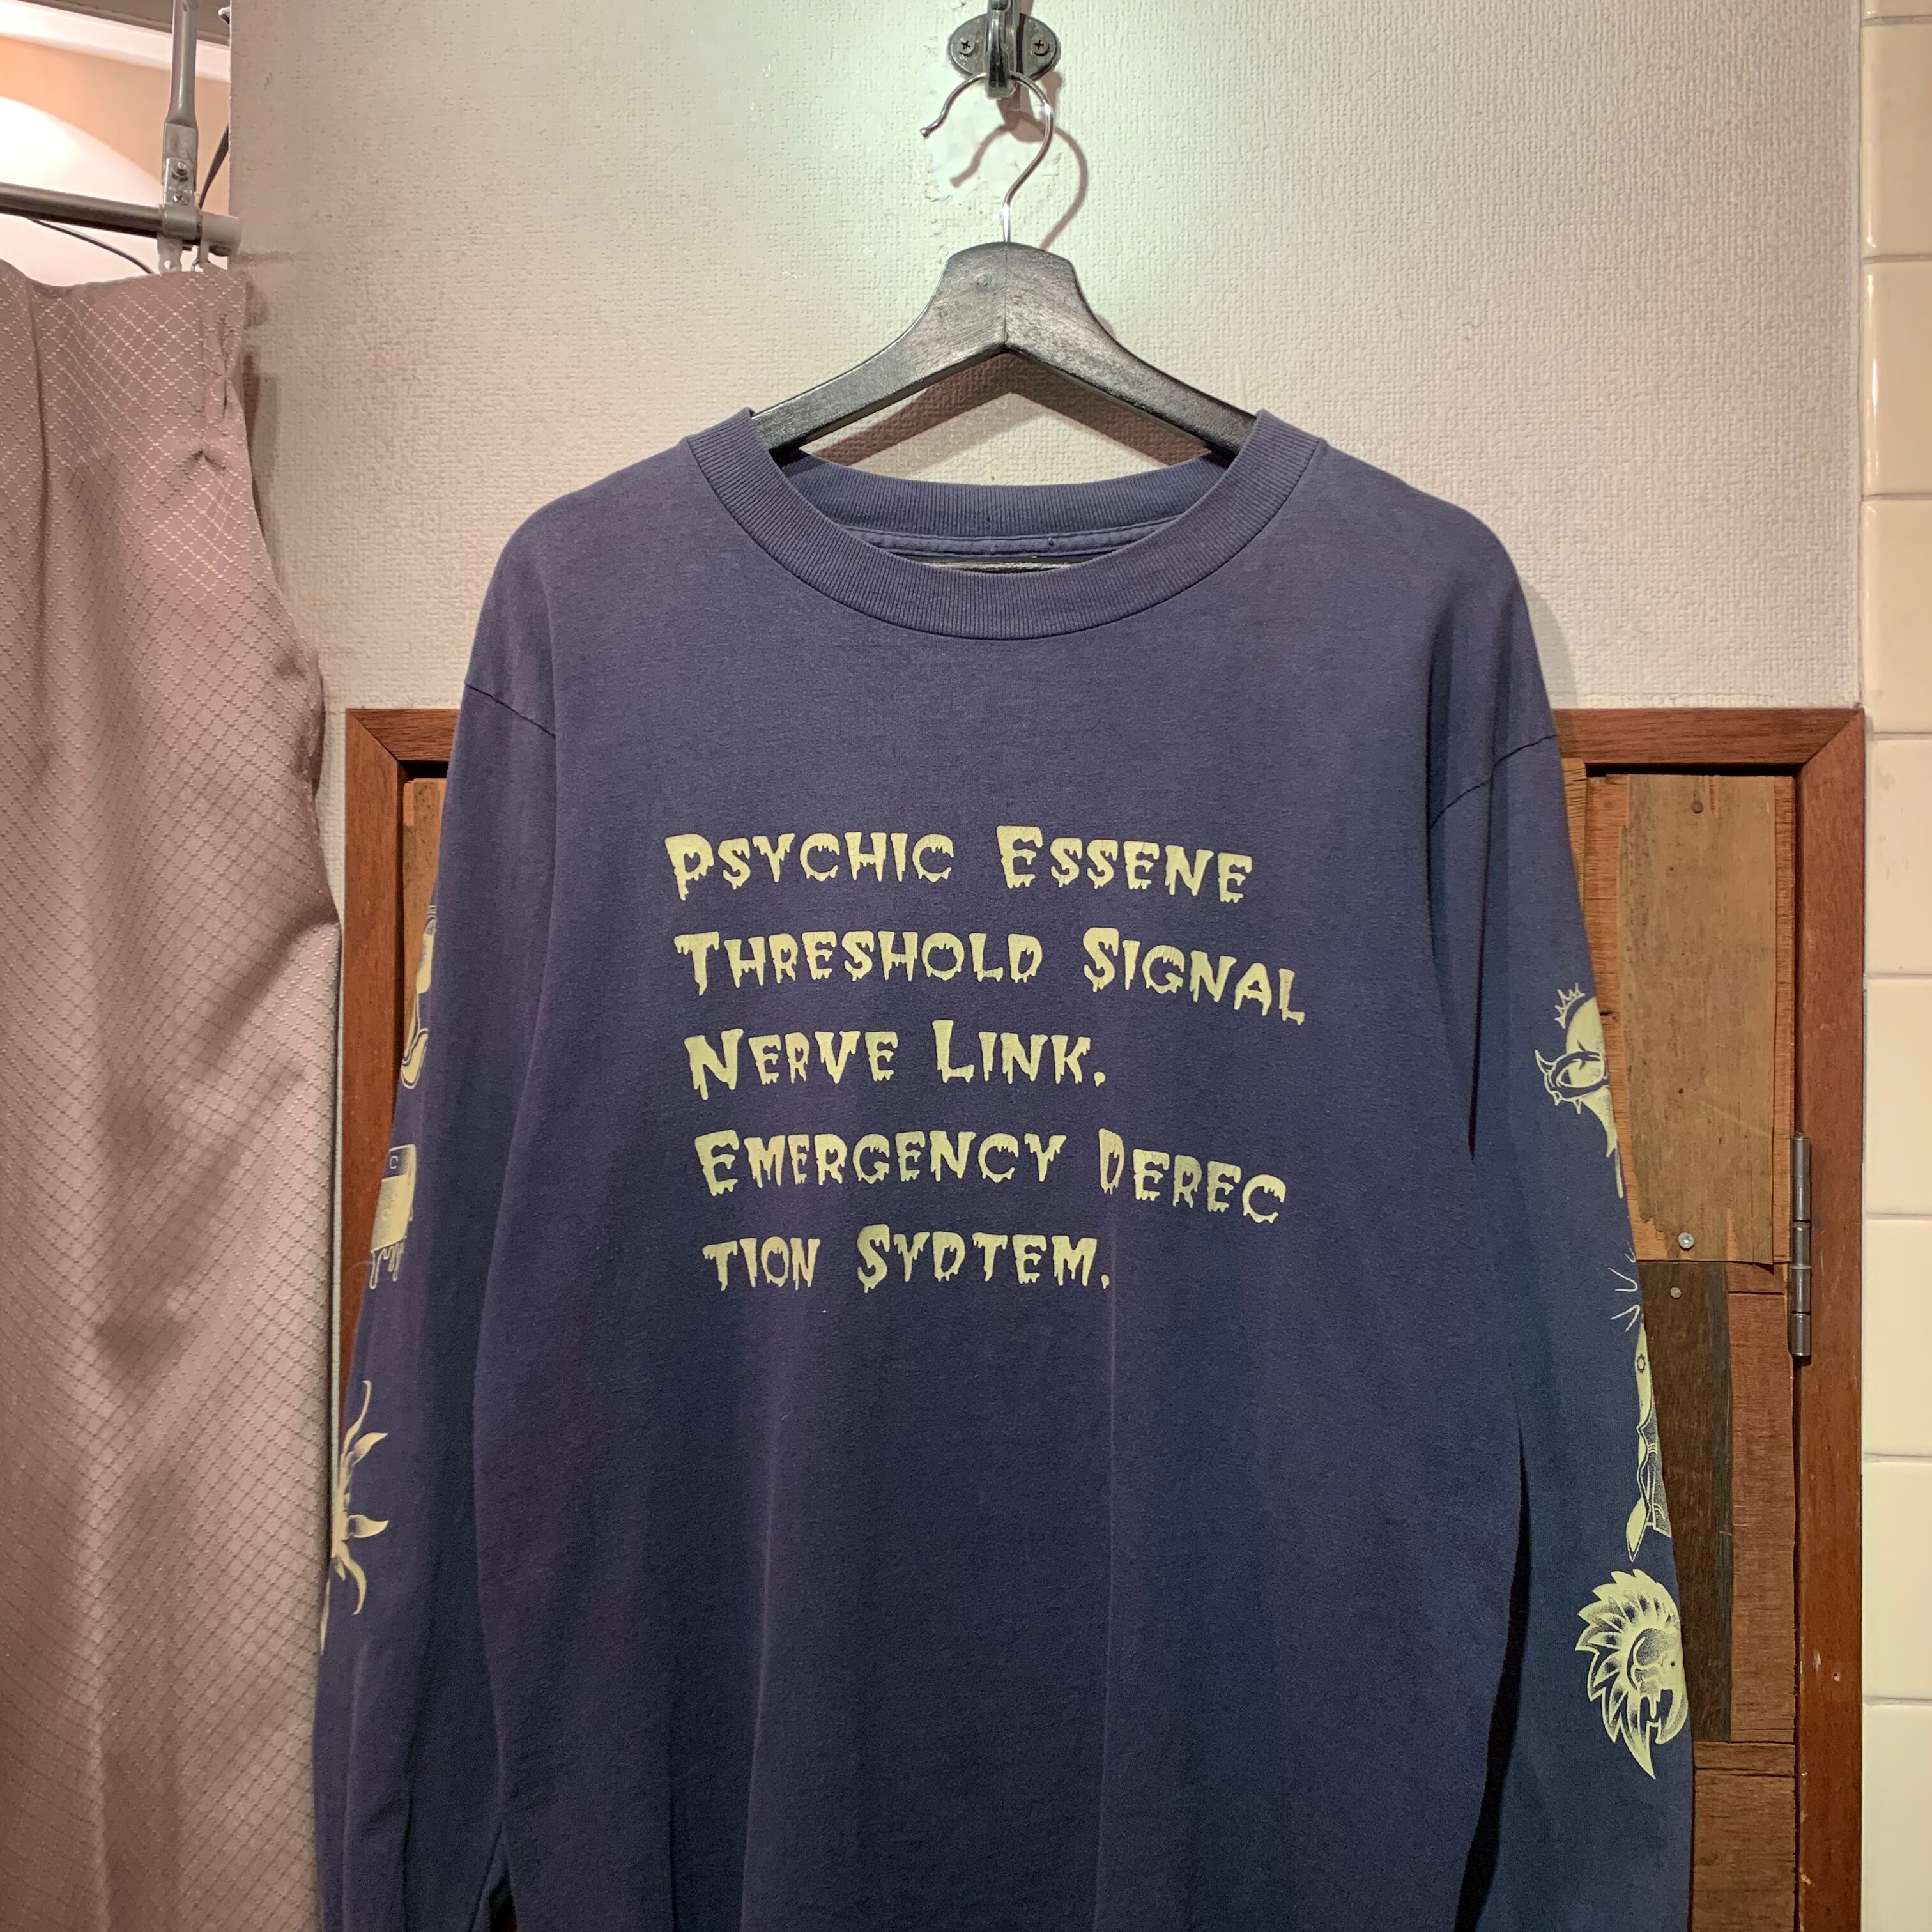 Psychic Essene
Threshold Signal
Nerve Link.
Emergency Derec
tion Sydtem.
C